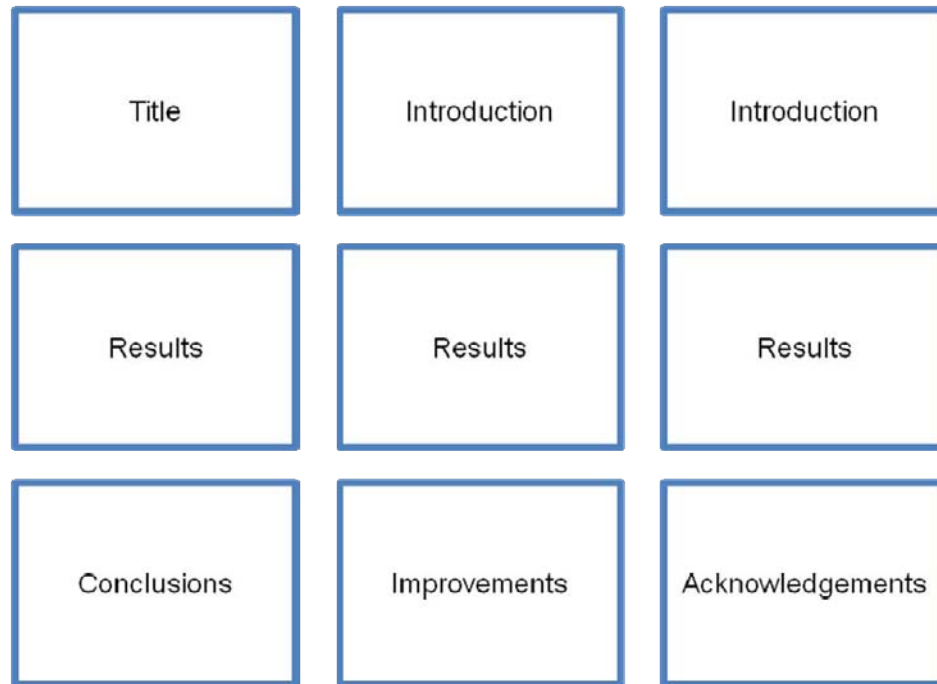 Title
Introduction
Introduction
Results
Results
Results
Conclusions
Improvements
Acknowledgements